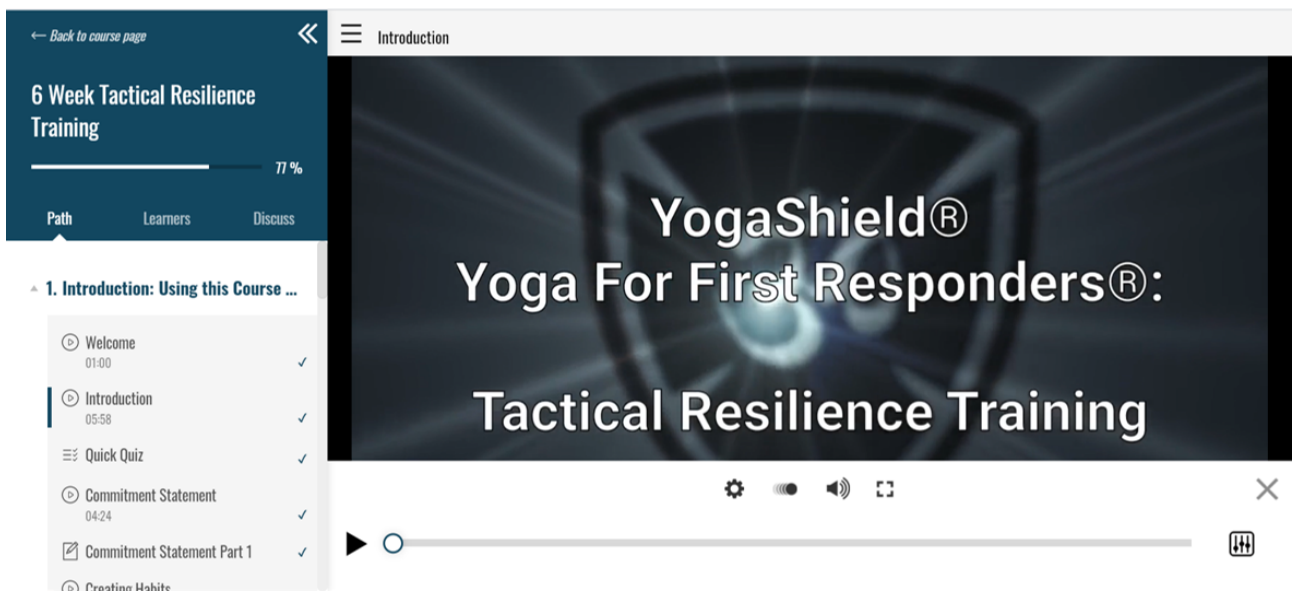 ← Back to course page
6 Week Tactical Resilience
Training
77 %
Path Learners Discuss
1. Introduction: Using this Course ...
Welcome
01:00
Introduction
05:58
Quick Quiz
Commitment Statement
04:24
Commitment Statement Part 1
Creating Habits
Introduction
YogaShield®
Yoga For First Responders®:
Tactical Resilience Training